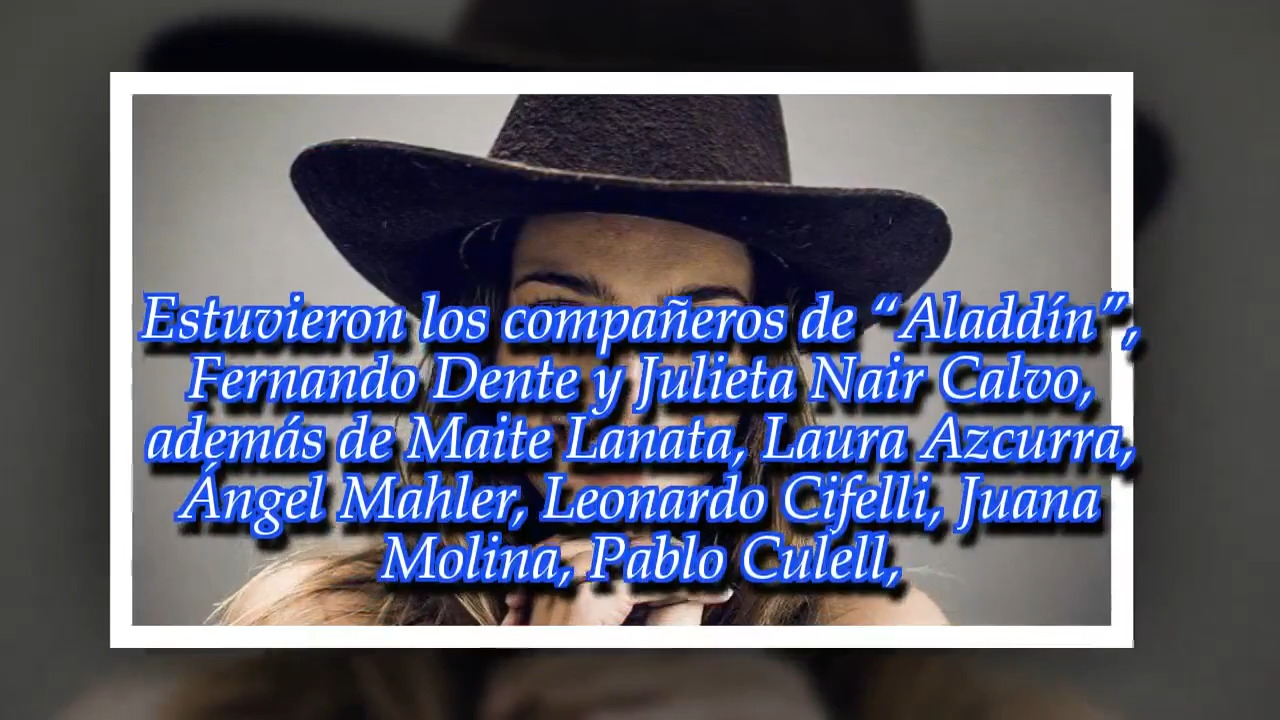 Estuvieron los compañeros de “Aladdín”,
Fernando Dente y Julieta Nair Calvo,
además de Maite Lanata, Laura Azcurra,
Ángel Mahler, Leonardo Cifelli, Juana
Molina, Pablo Culell,